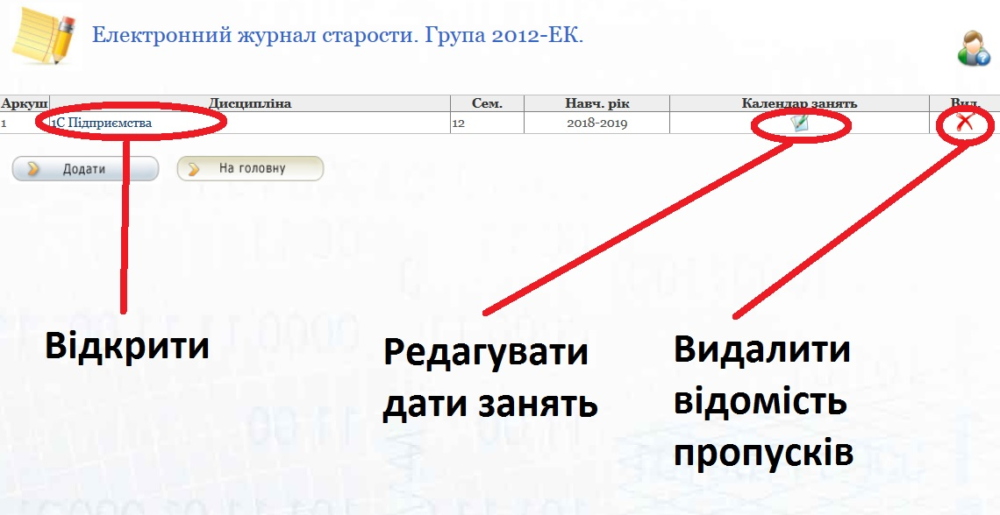 Електронний журнал старости. Група 2012-ЕК.
Аркуш Дисципліна Сем. Навч. рік Календар занять Вид.
1 1С Підприємства 12 2018-2019
Додати На головну
Відкрити
Редагувати
дати занять
Видалити
відомість
пропусків